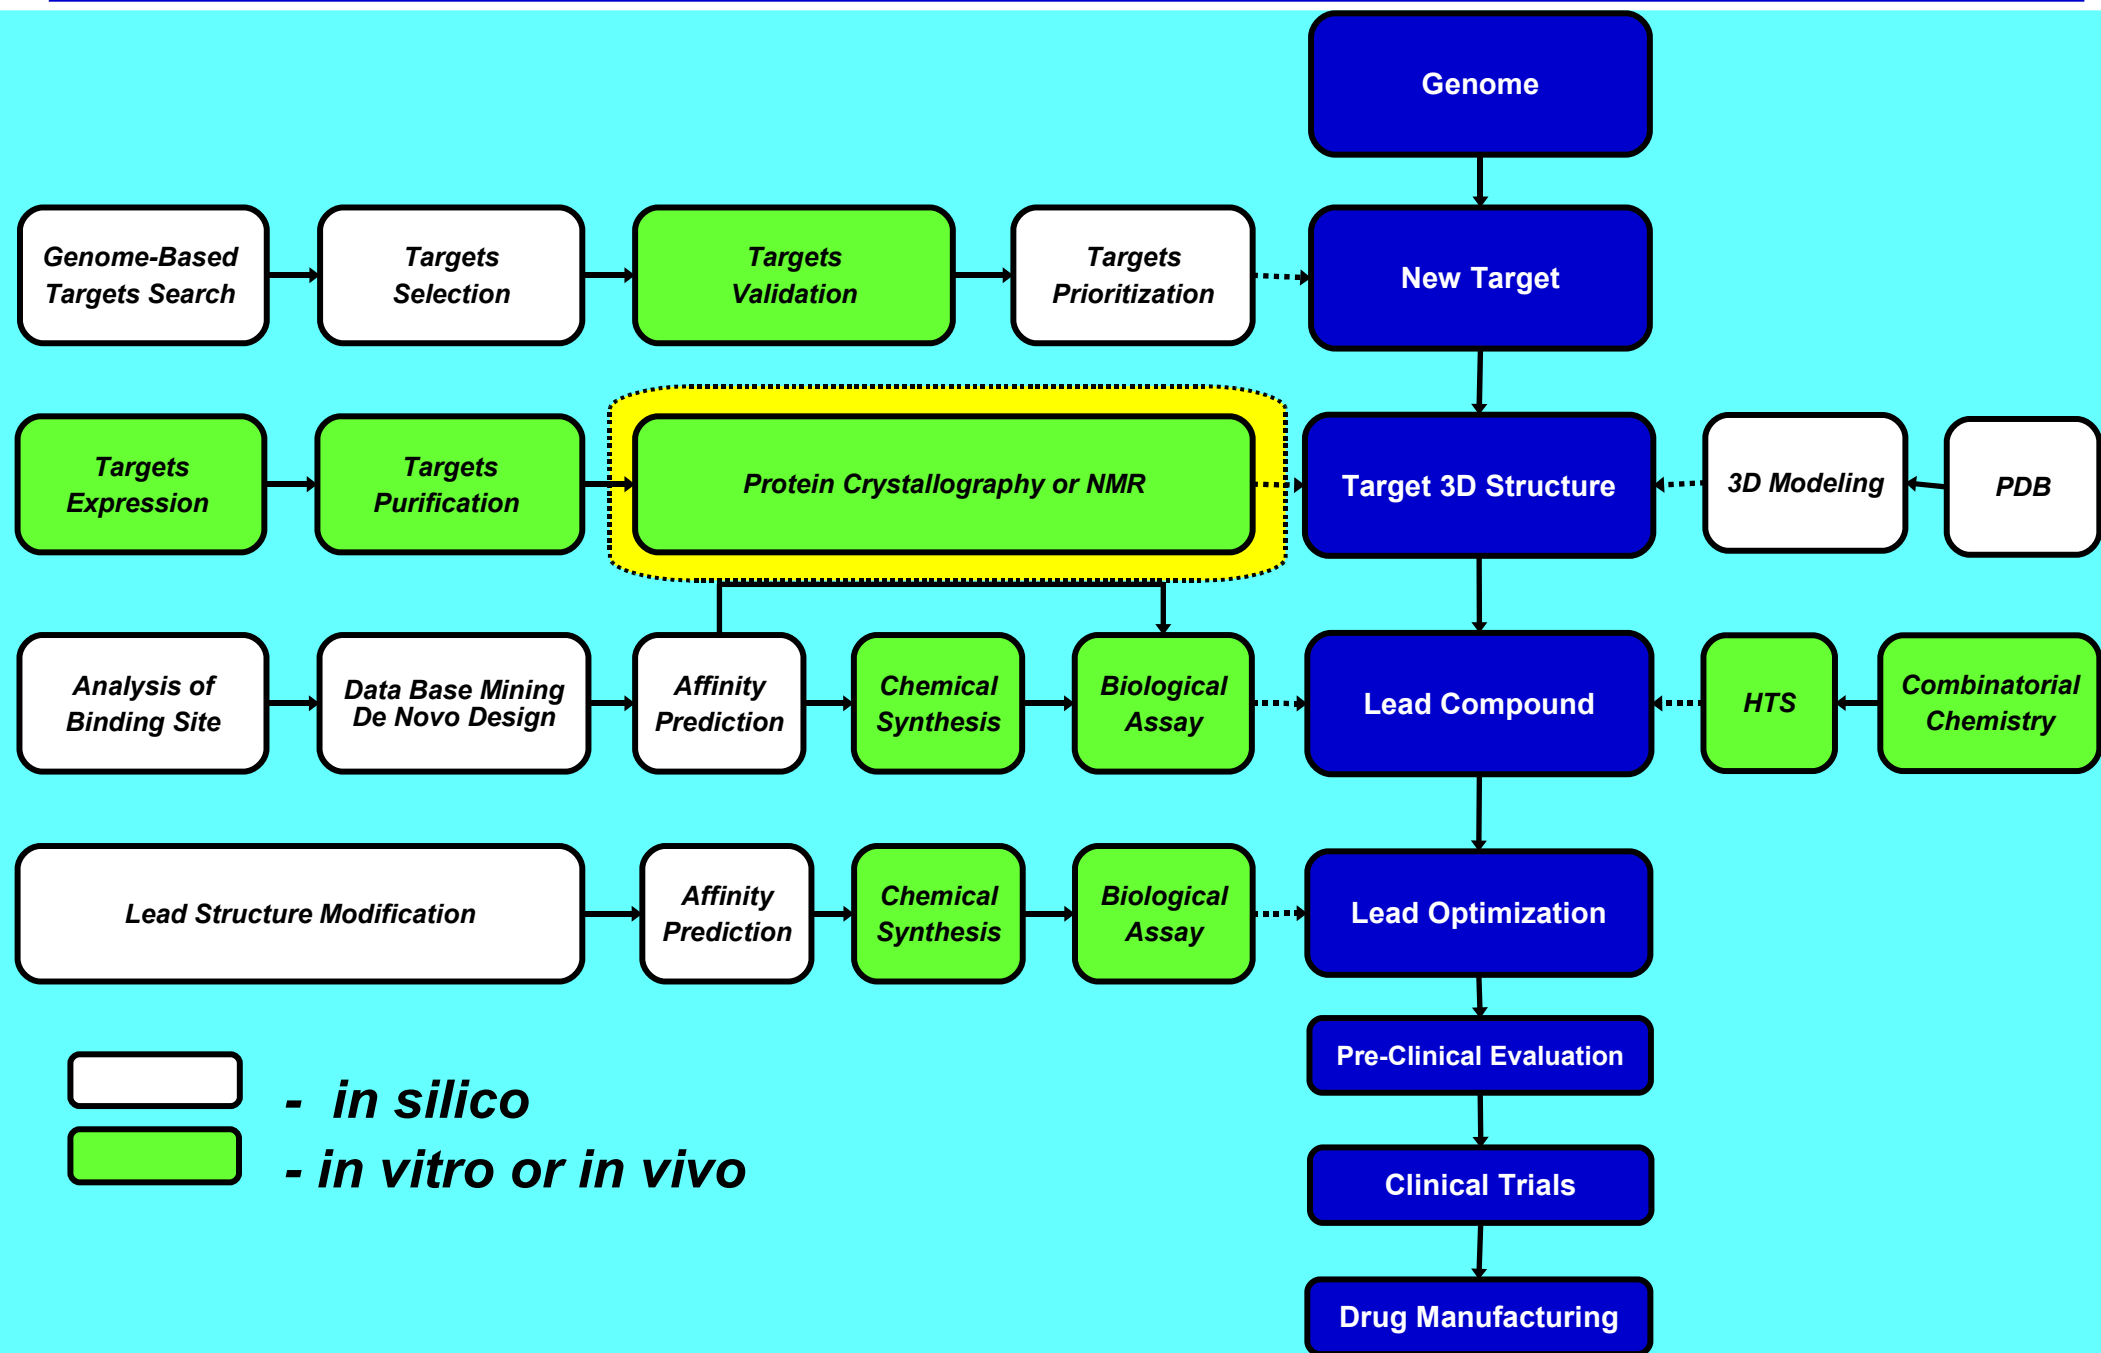 Genome
Genome-Based
Targets Search
Targets
Selection
Targets
Validation
Targets
Prioritization
New Target
Targets
Expression
Targets
Purification
Protein Crystallography or NMR
Target 3D Structure
3D Modeling
PDB
Analysis of
Binding Site
Data Base Mining
De Novo Design
Affinity
Prediction
Chemical
Synthesis
Biological
Assay
Lead Compound
HTS
Combinatorial
Chemistry
Lead Structure Modification
Affinity
Prediction
Chemical
Synthesis
Biological
Assay
Lead Optimization
Pre-Clinical Evaluation
- in silico
- in vitro or in vivo
Clinical Trials
Drug Manufacturing